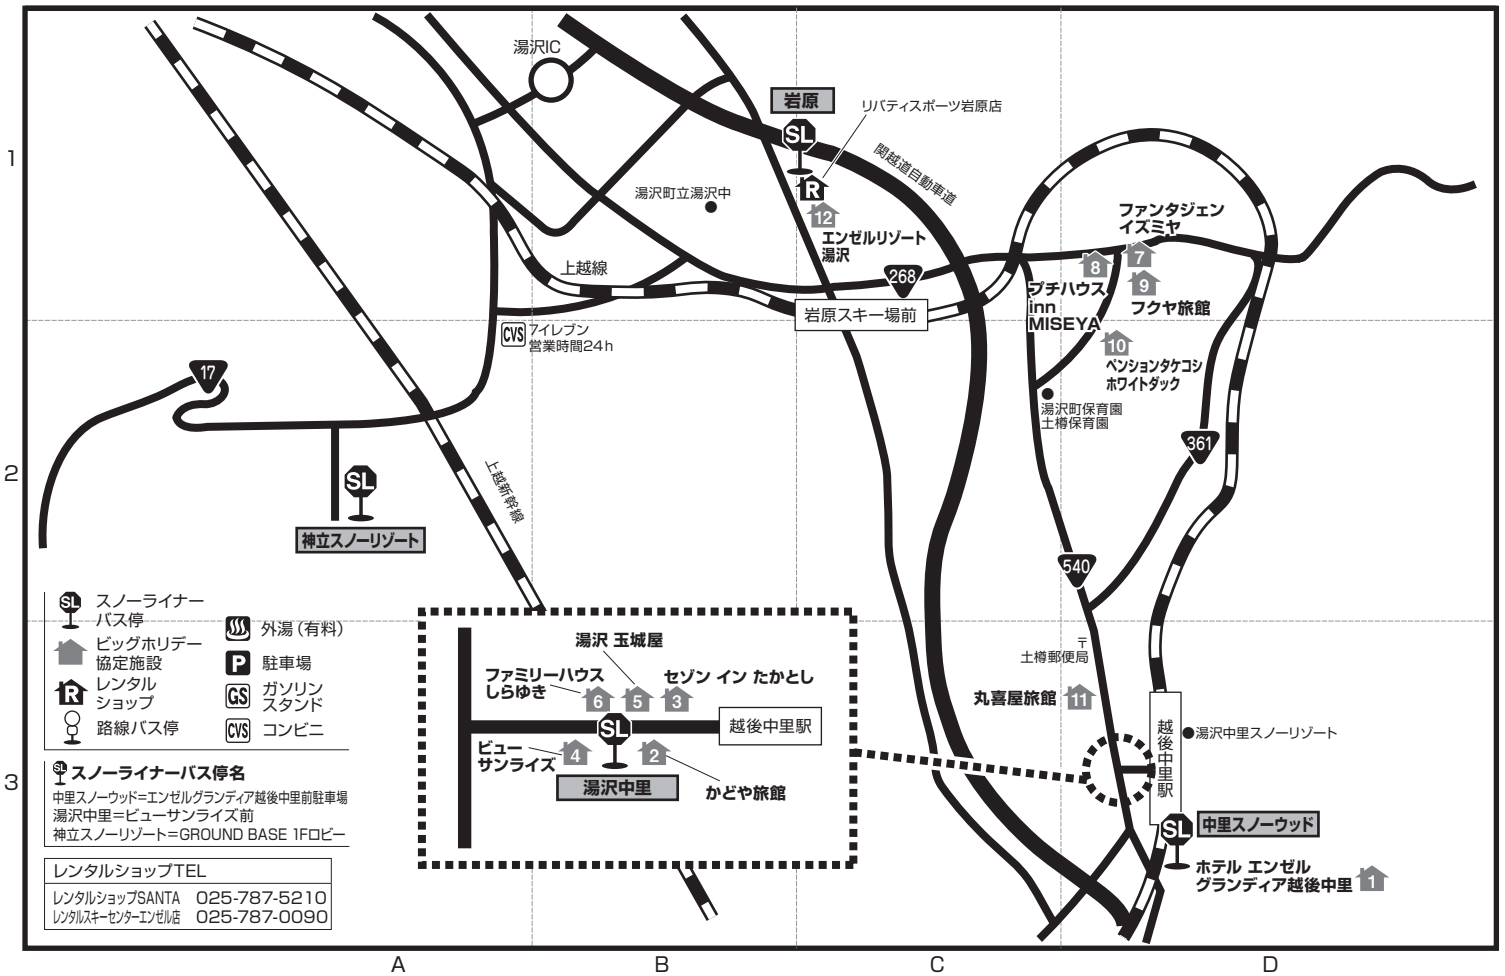 湯沢IC
岩原
SL
リバティスポーツ岩原店
関越道自動車道
1
R
12
エンゼルリゾート
湯沢
湯沢町立湯沢中
ファンタジェン
イズミヤ
7
8
9
プチハウス
inn
MISEYA
フクヤ旅館
上越線
268
岩原スキー場前
CVS
アイレブン
営業時間24h
10
ペンションタケコシ
ホワイトダック
17
湯沢町保育園
土樽保育園
361
2
SL
上越新幹線
神立スノーリゾート
540
SL
スノーライナー
バス停
ビッグホリデー
協定施設
R
レンタル
ショップ
路線バス停
外湯(有料)
P
駐車場
GS
ガソリン
スタンド
CVS
コンビニ
湯沢 玉城屋
ファミリーハウス
しらゆき
セゾン イン たかとし
6
5
3
SL
越後中里駅
ビュー
サンライズ
4
2
湯沢中里
かどや旅館
〒
土樽郵便局
丸喜屋旅館
11
越後中里駅
湯沢中里スノーリゾート
3
SL
スノーライナーバス停名
中里スノーウッド=エンゼルグランディア越後中里前駐車場
湯沢中里=ビューサンライズ前
神立スノーリゾート=GROUND BASE 1Fロビー
SL
中里スノーウッド
ホテル エンゼル
グランディア越後中里
1
レンタルショップTEL
レンタルショップSANTA 025-787-5210
レンタルスキーセンターエンゼル店 025-787-0090
A
B
C
D